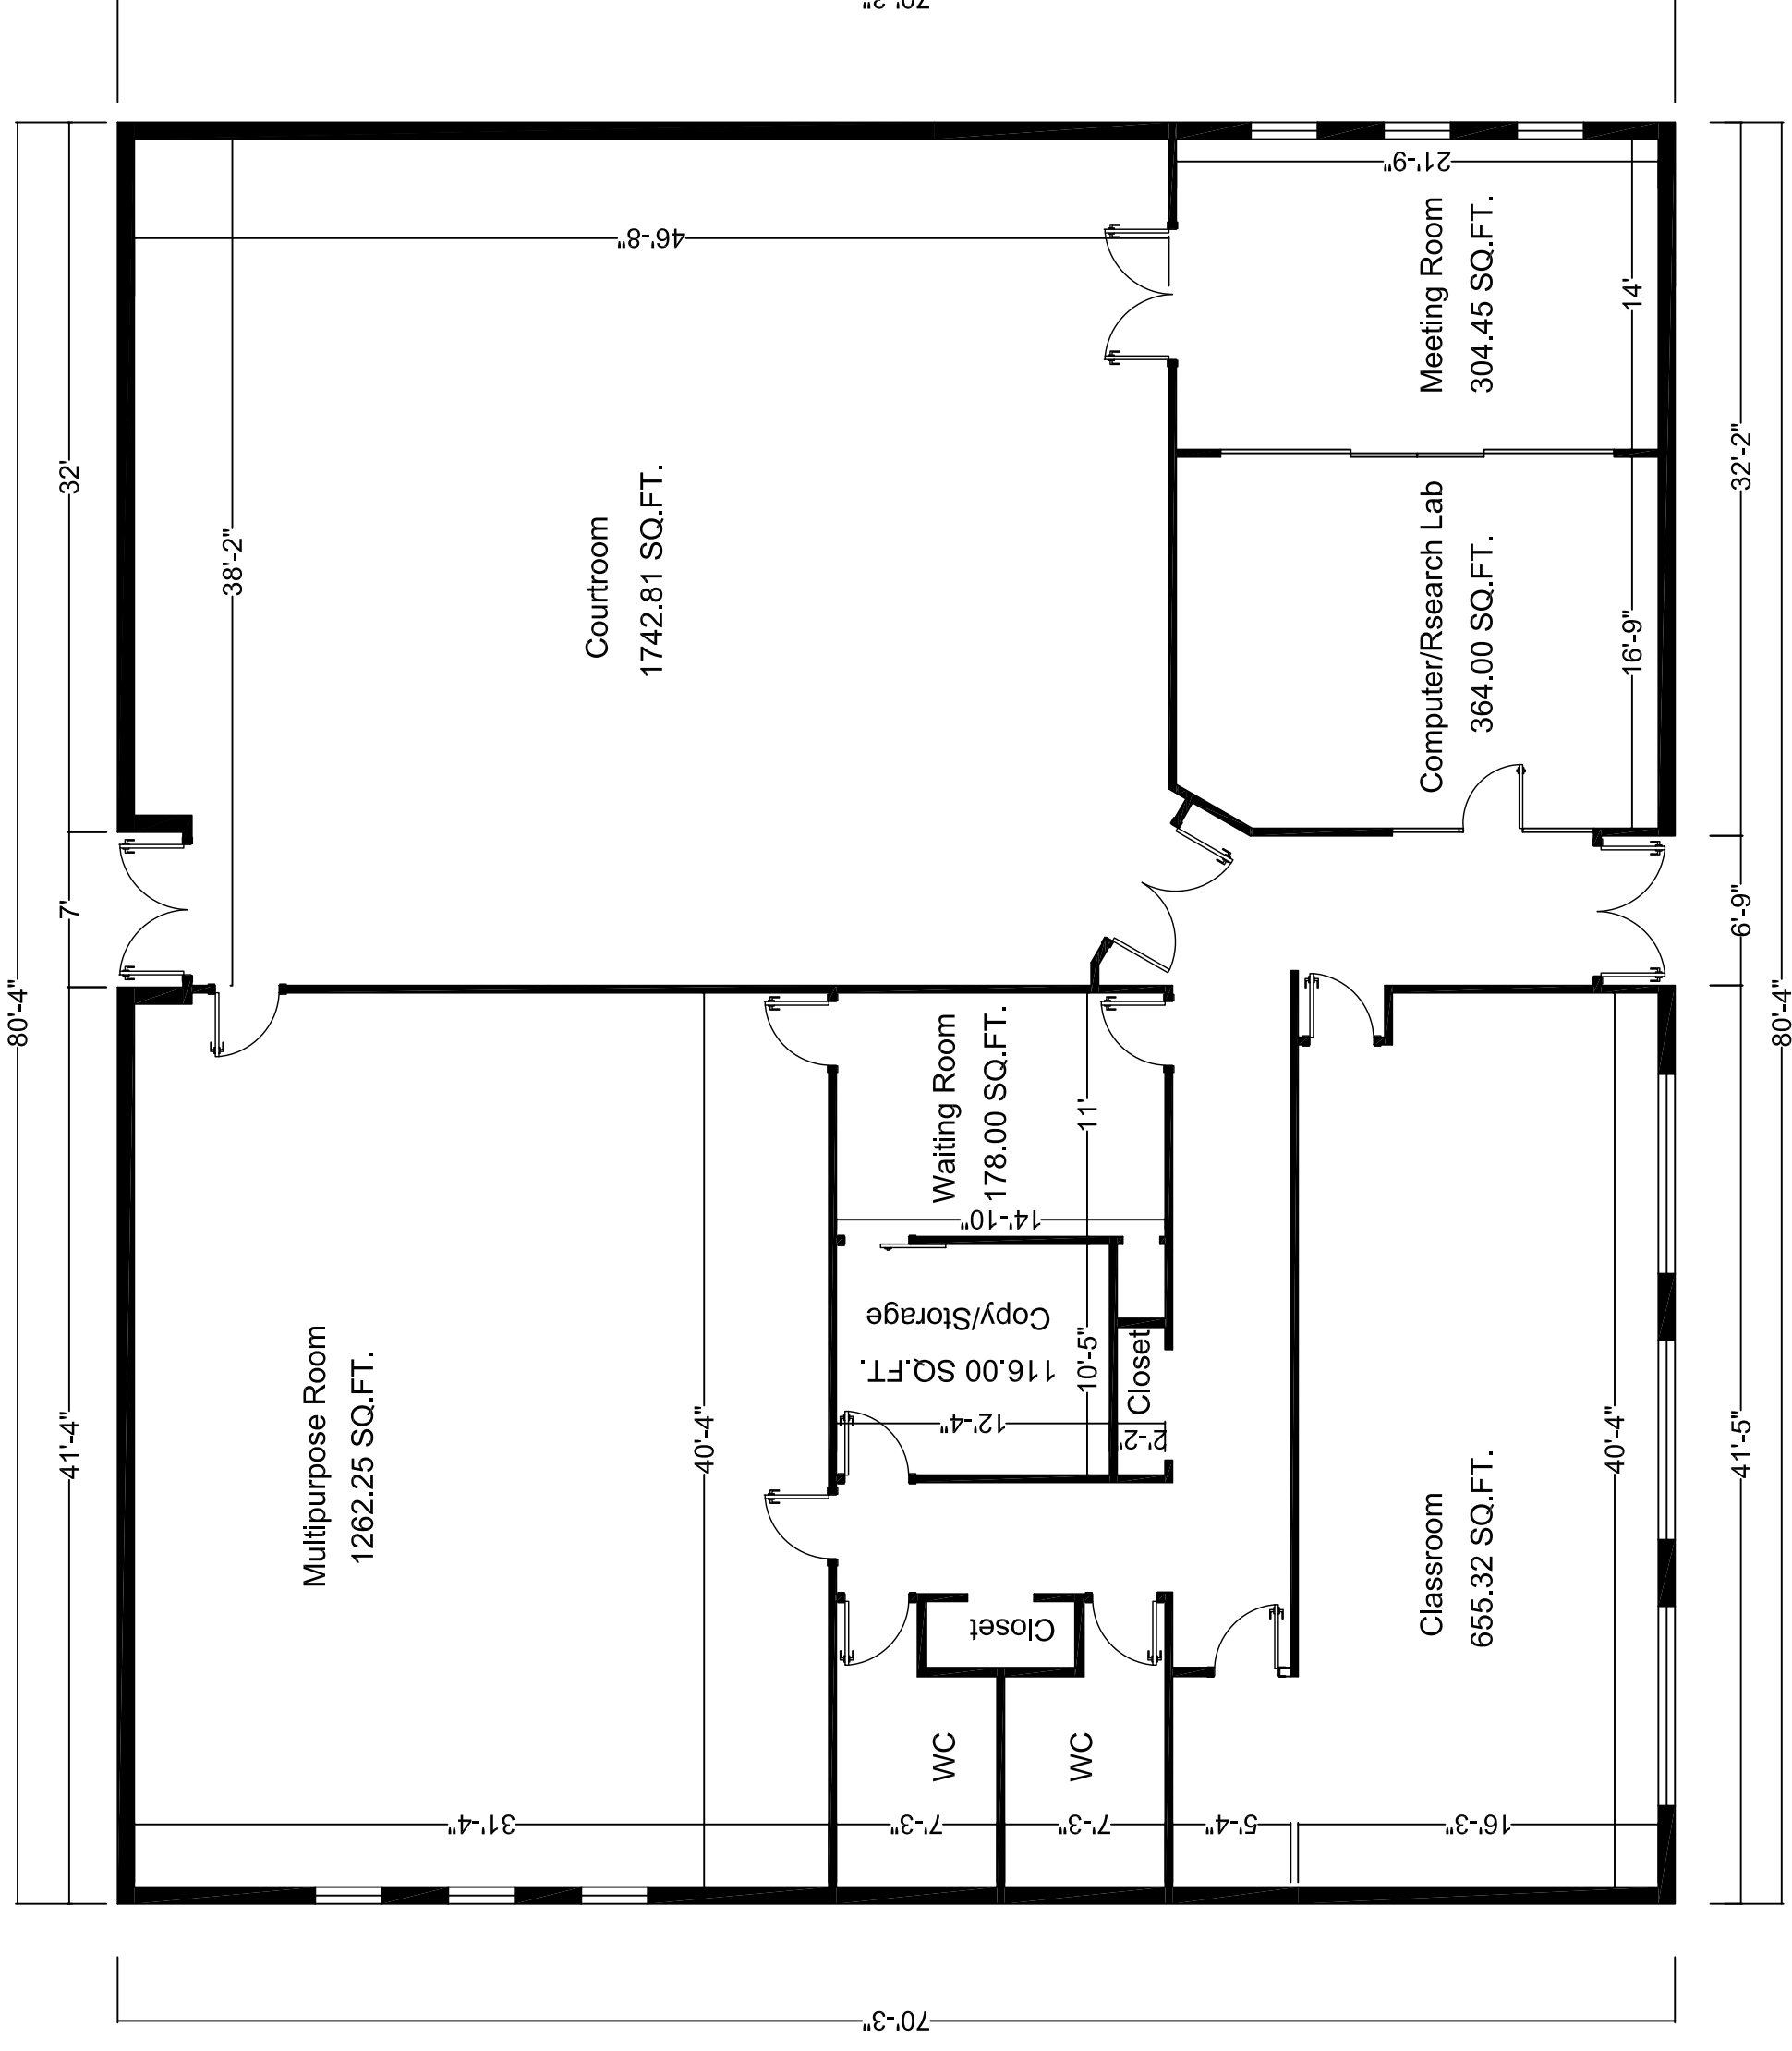 70'-3"
80'-4"
32'
7'
41'-4"
38'-2"
46'-8"
Courtroom
1742.81 SQ.FT.
21'-9"
Meeting Room
304.45 SQ.FT.
14'
Computer/Rsearch Lab
364.00 SQ.FT.
16'-9"
32'-2"
6'-9"
41'-5"
80'-4"
Multipurpose Room
1262.25 SQ.FT.
40'-4"
31'-4"
Waiting Room
178.00 SQ.FT.
11'
14'-10"
Copy/Storage
116.00 SQ.FT.
10'-5"
12'-4"
Closet
2'-2"
Closet
WC
WC
7'-3"
7'-3"
5'-4"
16'-3"
Classroom
655.32 SQ.FT.
40'-4"
70'-3"